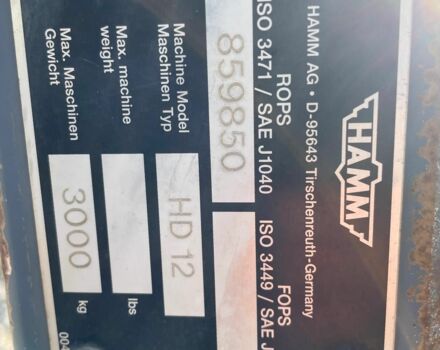 HAMM
HAMM AG • D-95643 Tirschenreuth-Germany
ROPS
ISO 3471 / SAE J1040
FOPS
ISO 3449 / SAE J
859850
Machine Model
Maschinen Typ
HD 12
Max. machine
weight
lbs
Max. Maschinen
Gewicht
3000
kg
004